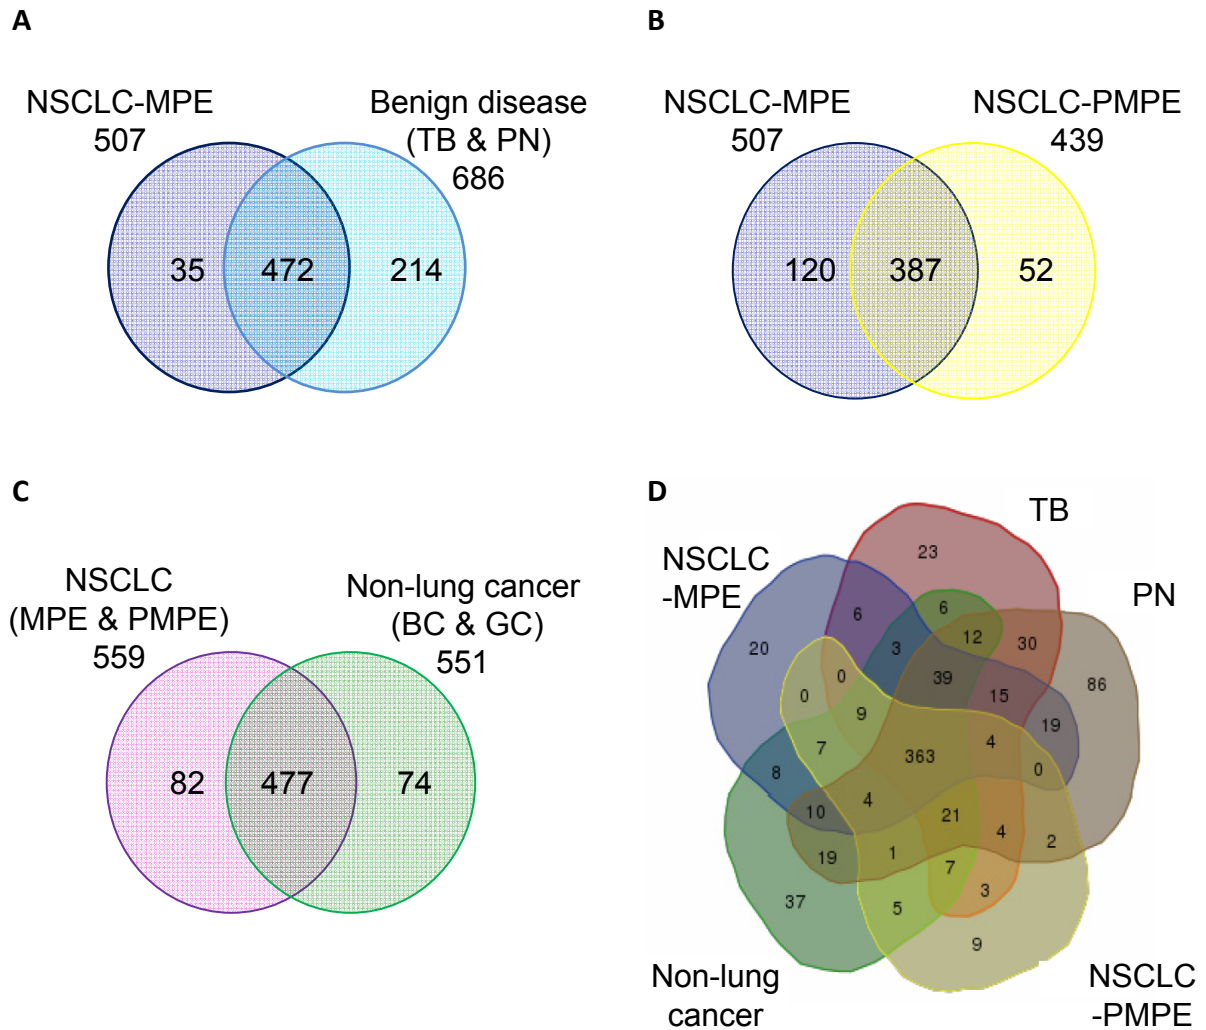 A
NSCLC-MPE
507
Benign disease
(TB & PN)
686
35
472
214
B
NSCLC-MPE
507
NSCLC-PMPE
439
120
387
52
C
NSCLC
(MPE & PMPE)
559
Non-lung cancer
(BC & GC)
551
82
477
74
D
TB
NSCLC
-MPE
PN
23
6
6
3
12
30
20
0
39
86
0
15
9
19
7
4
363
0
8
4
10
21
4
2
19
1
7
37
5
3
9
Non-lung
cancer
NSCLC
-PMPE